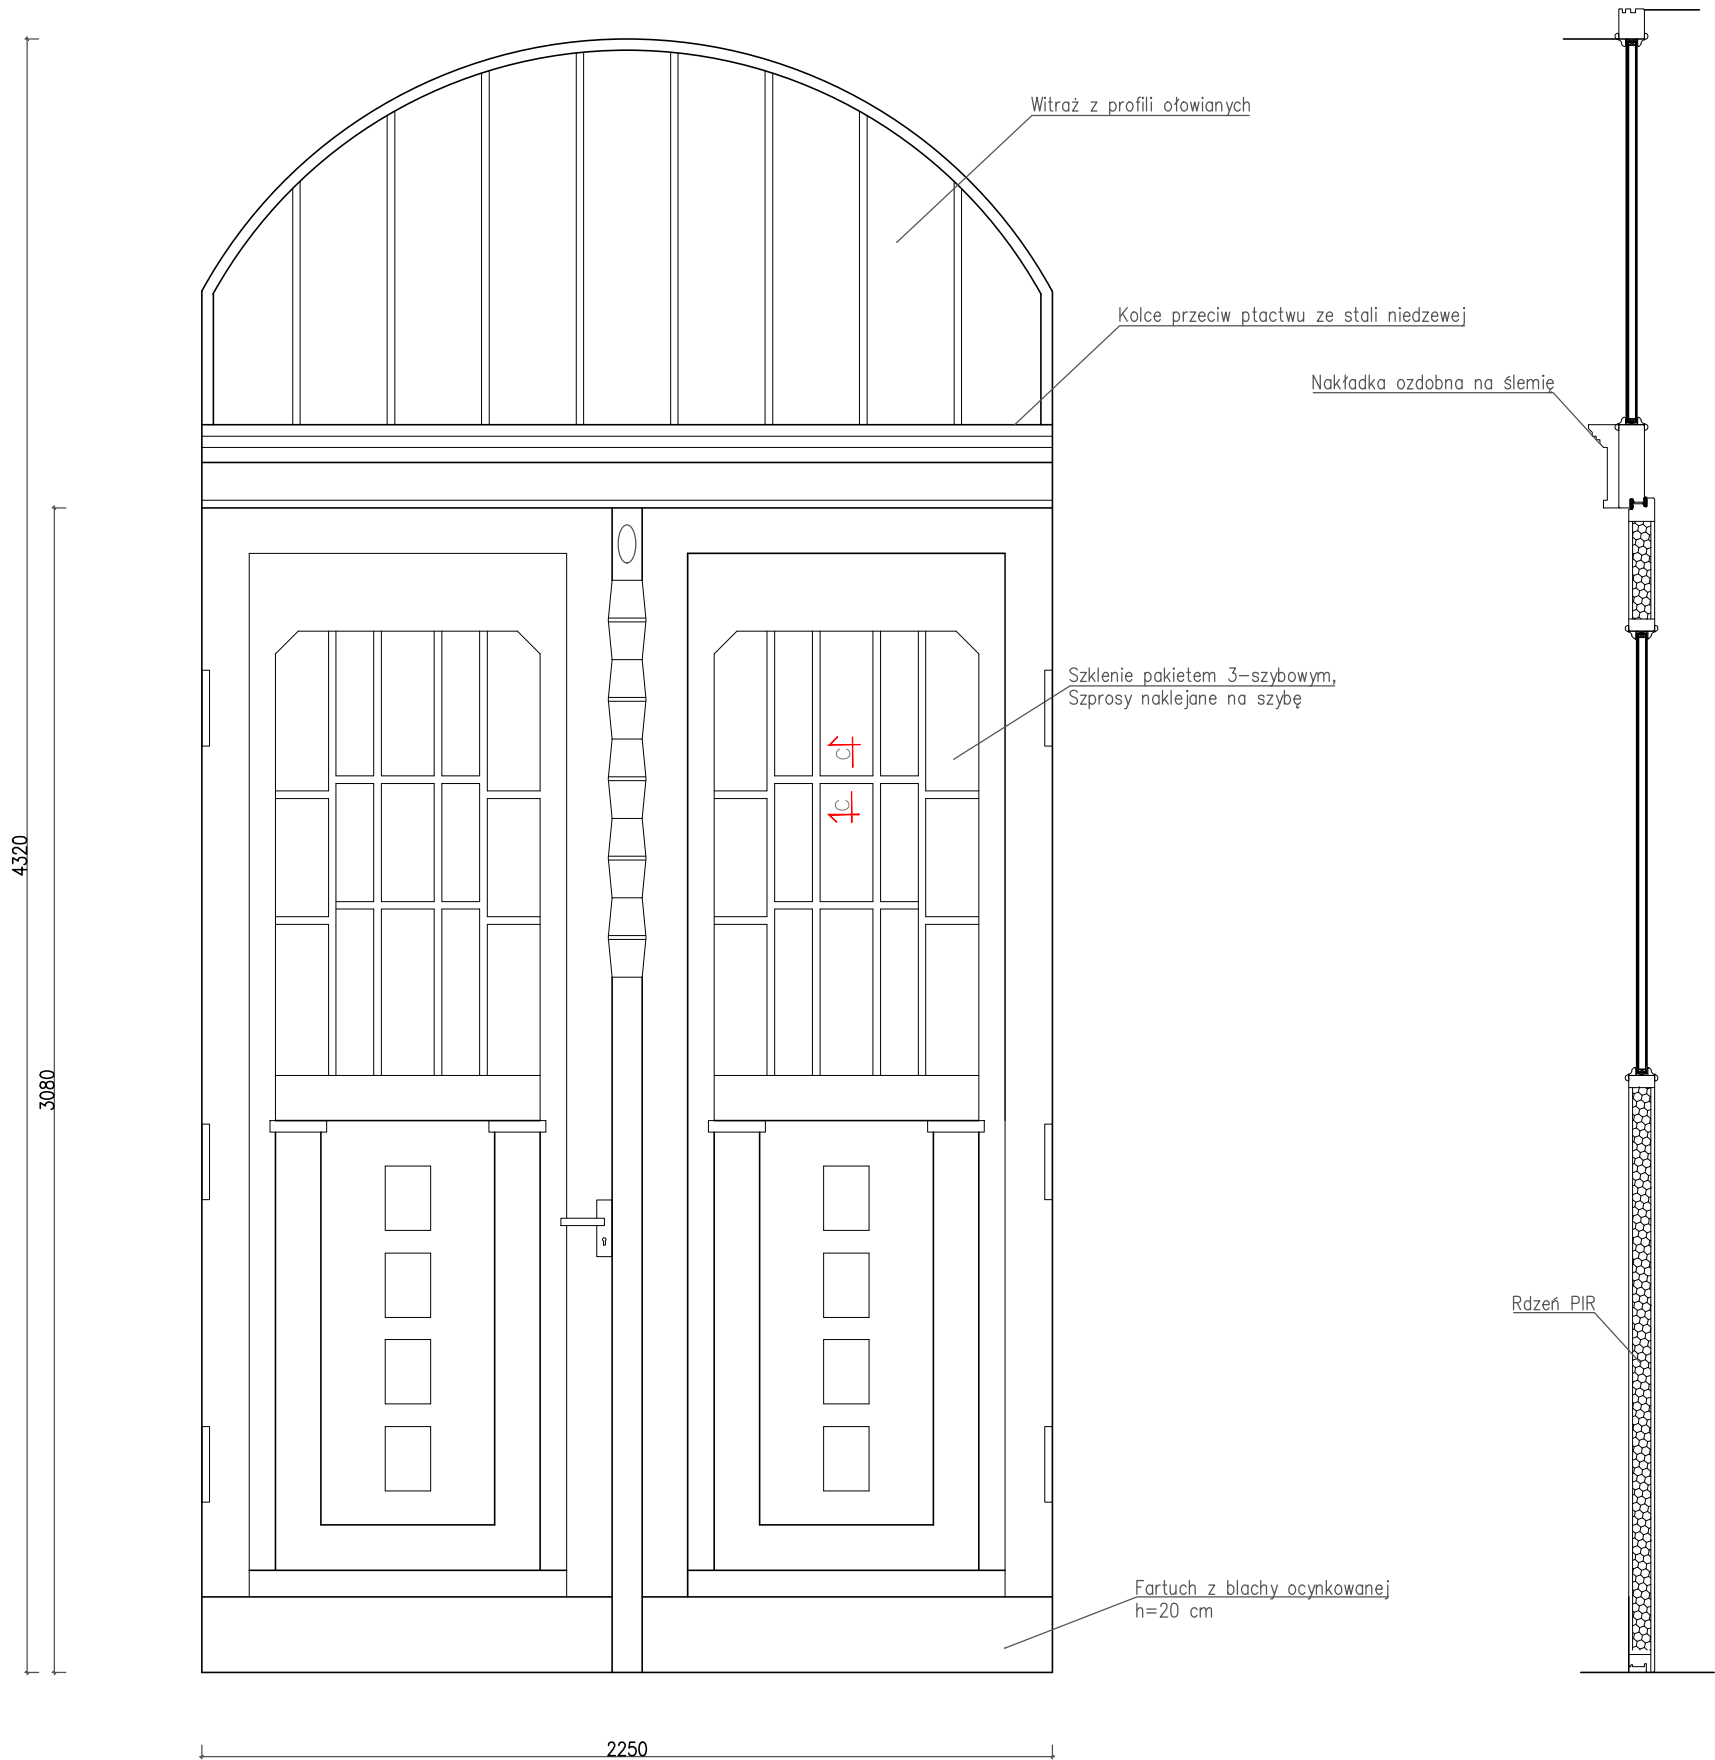 Witraż z profili ołowianych
Kolce przeciw ptactwu ze stali niedzewej
Nakładka ozdobna na ślemię
Szklenie pakietem 3-szybowym,
Szprosy naklejane na szybę
C
C
4320
3080
Rdzeń PIR
Fartuch z blachy ocynkowanej
h=20 cm
2250